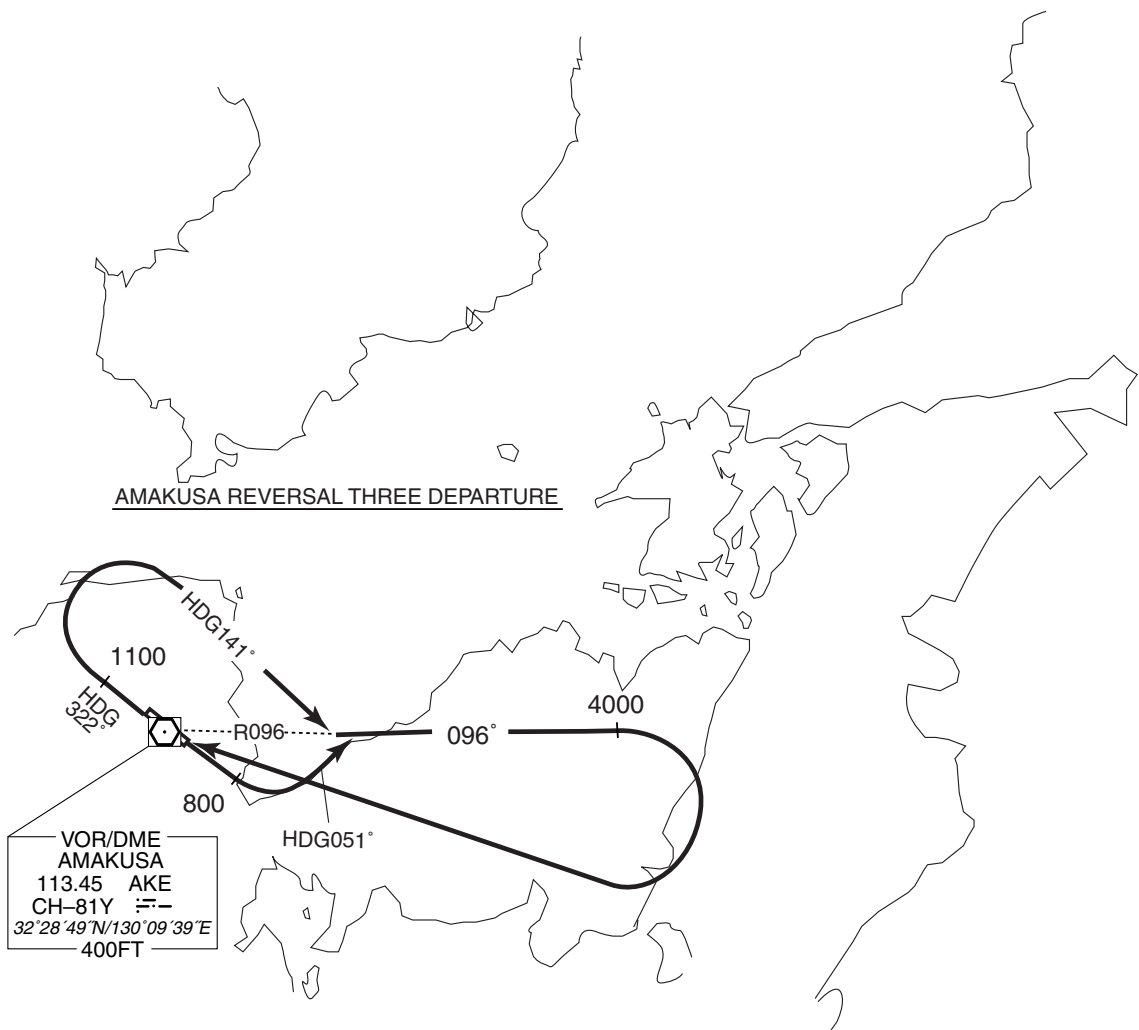 AMAKUSA REVERSAL THREE DEPARTURE
HDG141°
1100
HDG
322°
R096
096°
4000
800
HDG051°
VOR/DME
AMAKUSA
113.45 AKE
CH–81Y
32°28´49˝N/130°09´39˝E
400FT